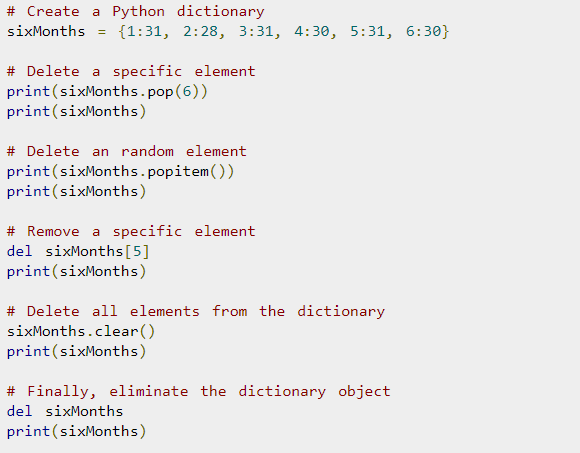 # Create a Python dictionary
sixMonths = {1:31, 2:28, 3:31, 4:30, 5:31, 6:30}
# Delete a specific element
print(sixMonths.pop(6))
print(sixMonths)
# Delete an random element
print(sixMonths.popitem())
print(sixMonths)
# Remove a specific element
del sixMonths[5]
print(sixMonths)
# Delete all elements from the dictionary
sixMonths.clear()
print(sixMonths)
# Finally, eliminate the dictionary object
del sixMonths
print(sixMonths)